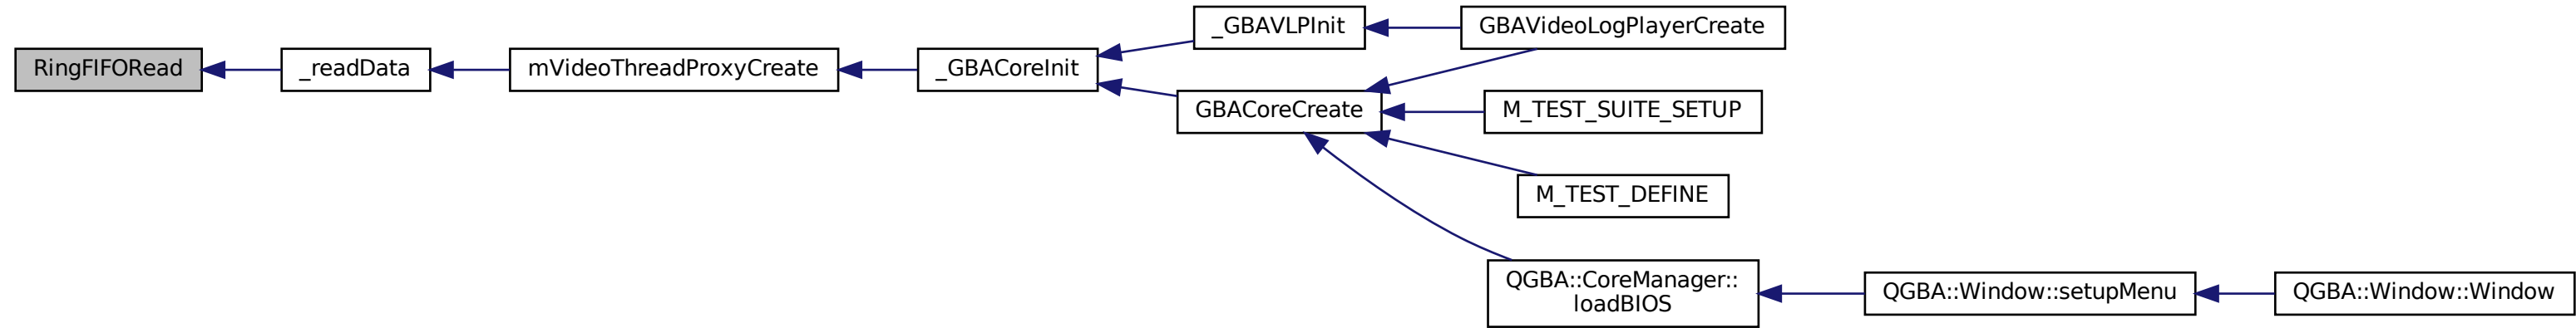 RingFIFORead
_readData
mVideoThreadProxyCreate
_GBACoreInit
_GBAVLPInit
GBAVideoLogPlayerCreate
GBACoreCreate
M_TEST_SUITE_SETUP
M_TEST_DEFINE
QGBA::CoreManager::
loadBIOS
QGBA::Window::setupMenu
QGBA::Window::Window